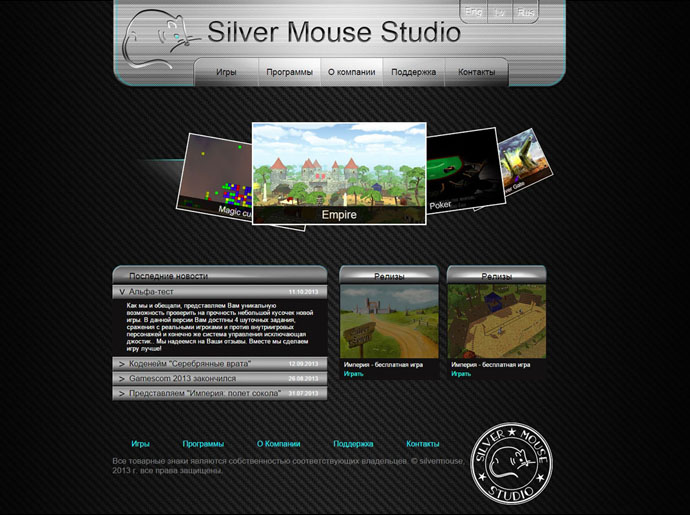 Silver Mouse Studio
Eng
Rus
Игры Программы О компании Поддержка Контакты
Magic cu
Empire
Poker
er Gate
Последние новости
Релизы
Релизы
V Альфа-тест 11.10.2013
Как мы и обещали, представляем Вам уникальную
возможность проверить на прочность небольшой кусочек новой
игры. В данной версии Вам достпны 4 шуточных задания,
сражения с реальными игроками и против внутриигровых
персонажей и конечно же система управления исключающая
джостик.. Мы надеемся на Ваши отзывы. Вместе мы сделаем
игру лучше!
> Коденейм "Серебрянные врата" 12.09.2013
> Gamescom 2013 закончился 26.08.2013
> Представляем "Империя: полет сокола" 31.07.2013
Империя - бесплатная игра
Играть
Империя - бесплатная игра
Играть
Игры Программы О Компании Поддержка Контакты
Все товарные знаки являются собственностью соответствующих владельцев. © silvermouse,
2013 г. все права защищены.
SILVER ★ MOUSE ★ STUDIO